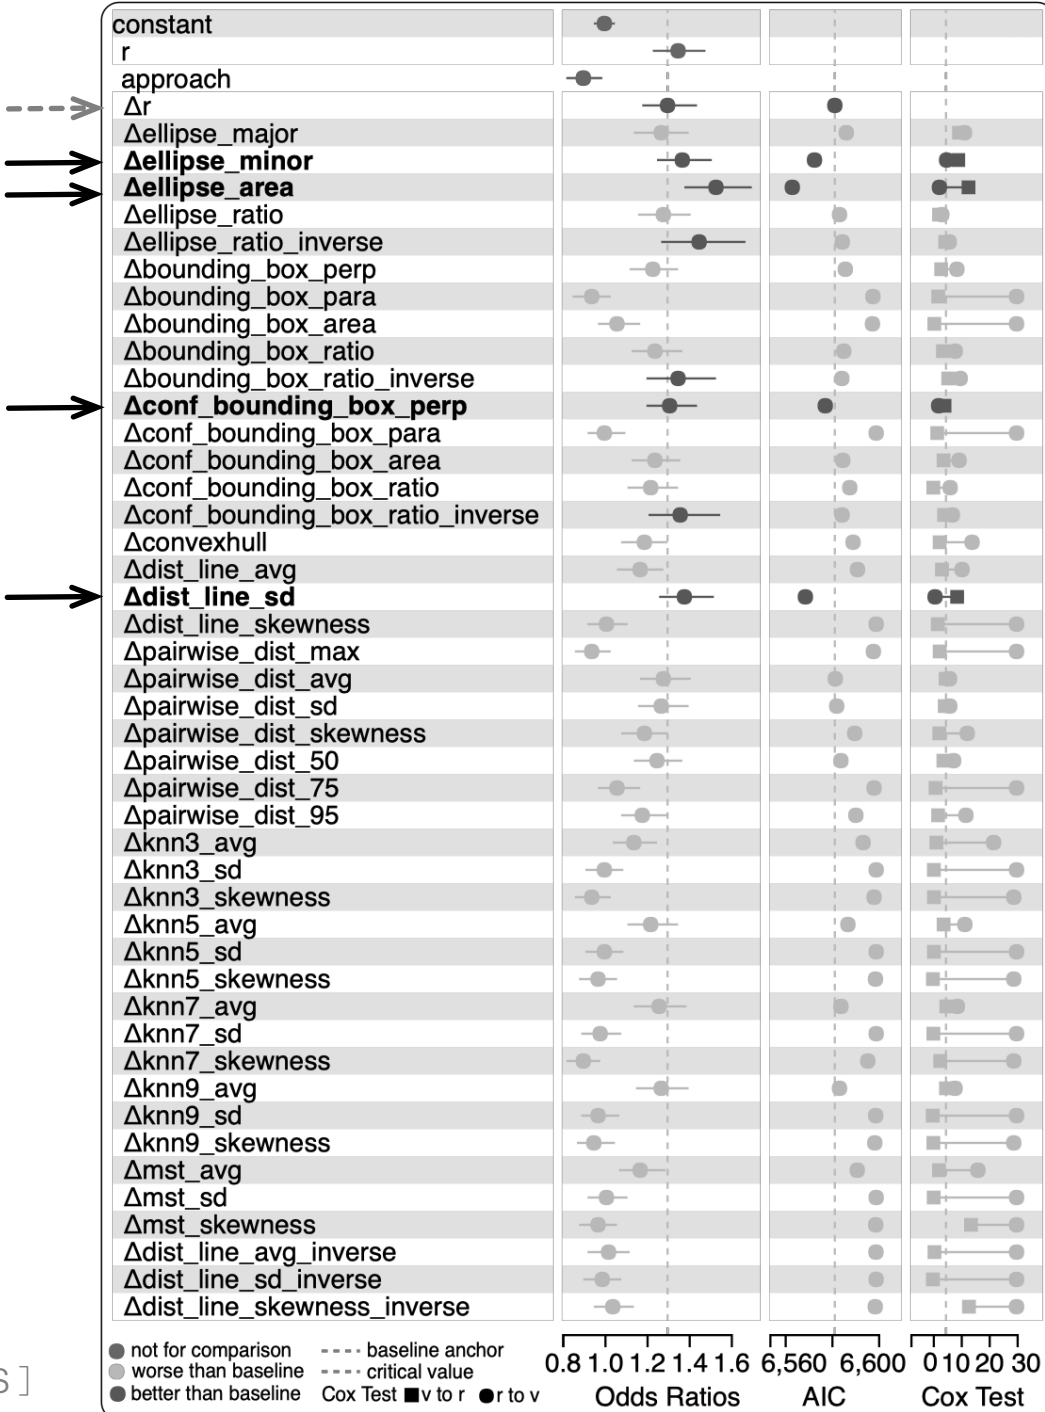 constant
r
approach
Δr
Δellipse_major
Δellipse_minor
Δellipse_area
Δellipse_ratio
Δellipse_ratio_inverse
Δbounding_box_perp
Δbounding_box_para
Δbounding_box_area
Δbounding_box_ratio
Δbounding_box_ratio_inverse
Δconf_bounding_box_perp
Δconf_bounding_box_para
Δconf_bounding_box_area
Δconf_bounding_box_ratio
Δconf_bounding_box_ratio_inverse
Δconvexhull
Δdist_line_avg
Δdist_line_sd
Δdist_line_skewness
Δpairwise_dist_max
Δpairwise_dist_avg
Δpairwise_dist_sd
Δpairwise_dist_skewness
Δpairwise_dist_50
Δpairwise_dist_75
Δpairwise_dist_95
Δknn3_avg
Δknn3_sd
Δknn3_skewness
Δknn5_avg
Δknn5_sd
Δknn5_skewness
Δknn7_avg
Δknn7_sd
Δknn7_skewness
Δknn9_avg
Δknn9_sd
Δknn9_skewness
Δmst_avg
Δmst_sd
Δmst_skewness
Δdist_line_avg_inverse
Δdist_line_sd_inverse
Δdist_line_skewness_inverse
not for comparison baseline anchor
worse than baseline critical value
better than baseline Cox Test v to r r to v
0.8 1.0 1.2 1.4 1.6 6,560 6,600 0 10 20 30
Odds Ratios AIC Cox Test
S ]